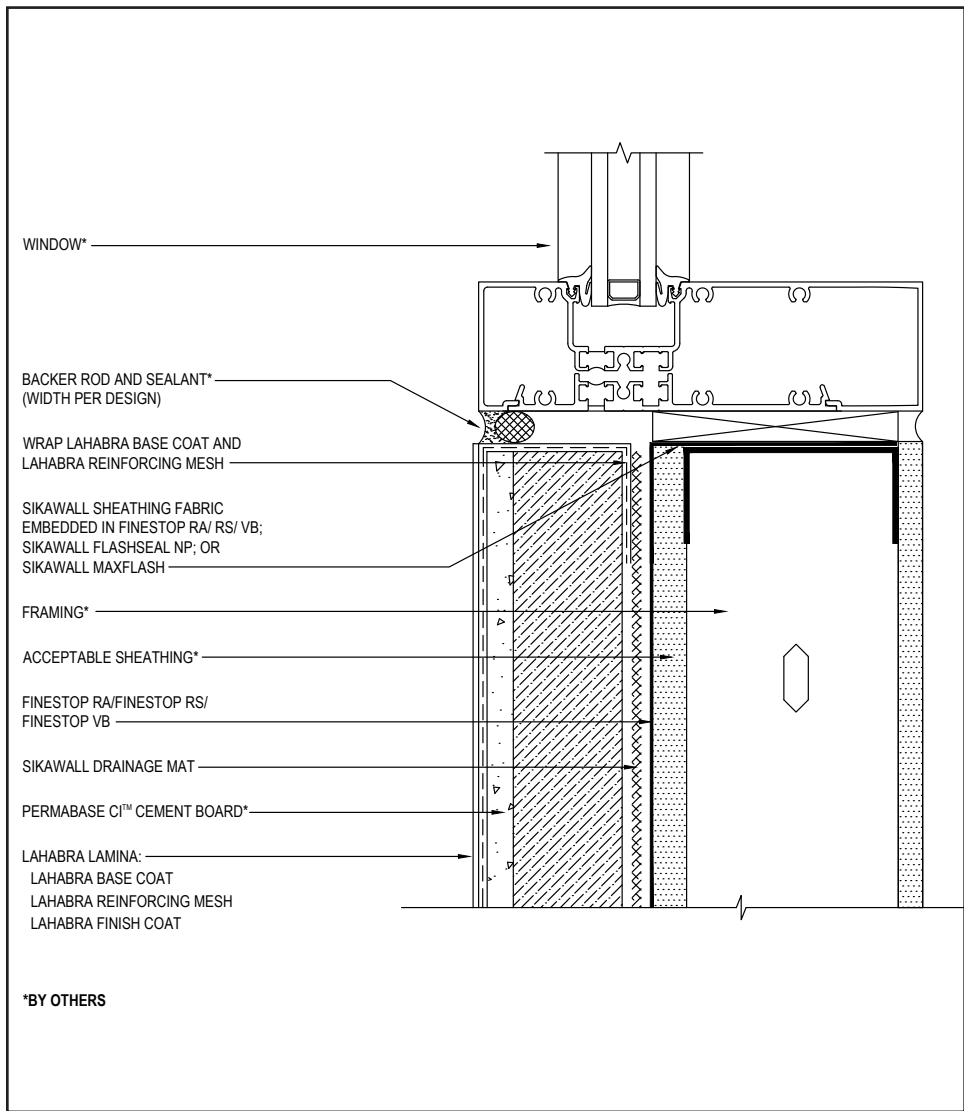 WINDOW*
BACKER ROD AND SEALANT*
(WIDTH PER DESIGN)
WRAP LAHABRA BASE COAT AND
LAHABRA REINFORCING MESH
SIKAWALL SHEATHING FABRIC
EMBEDDED IN FINESTOP RA/ RS/ VB;
SIKAWALL FLASHSEAL NP; OR
SIKAWALL MAXFLASH
FRAMING*
ACCEPTABLE SHEATHING*
FINESTOP RA/FINESTOP RS/
FINESTOP VB
SIKAWALL DRAINAGE MAT
PERMABASE CI™ CEMENT BOARD*
LAHABRA LAMINA:
LAHABRA BASE COAT
LAHABRA REINFORCING MESH
LAHABRA FINISH COAT
*BY OTHERS